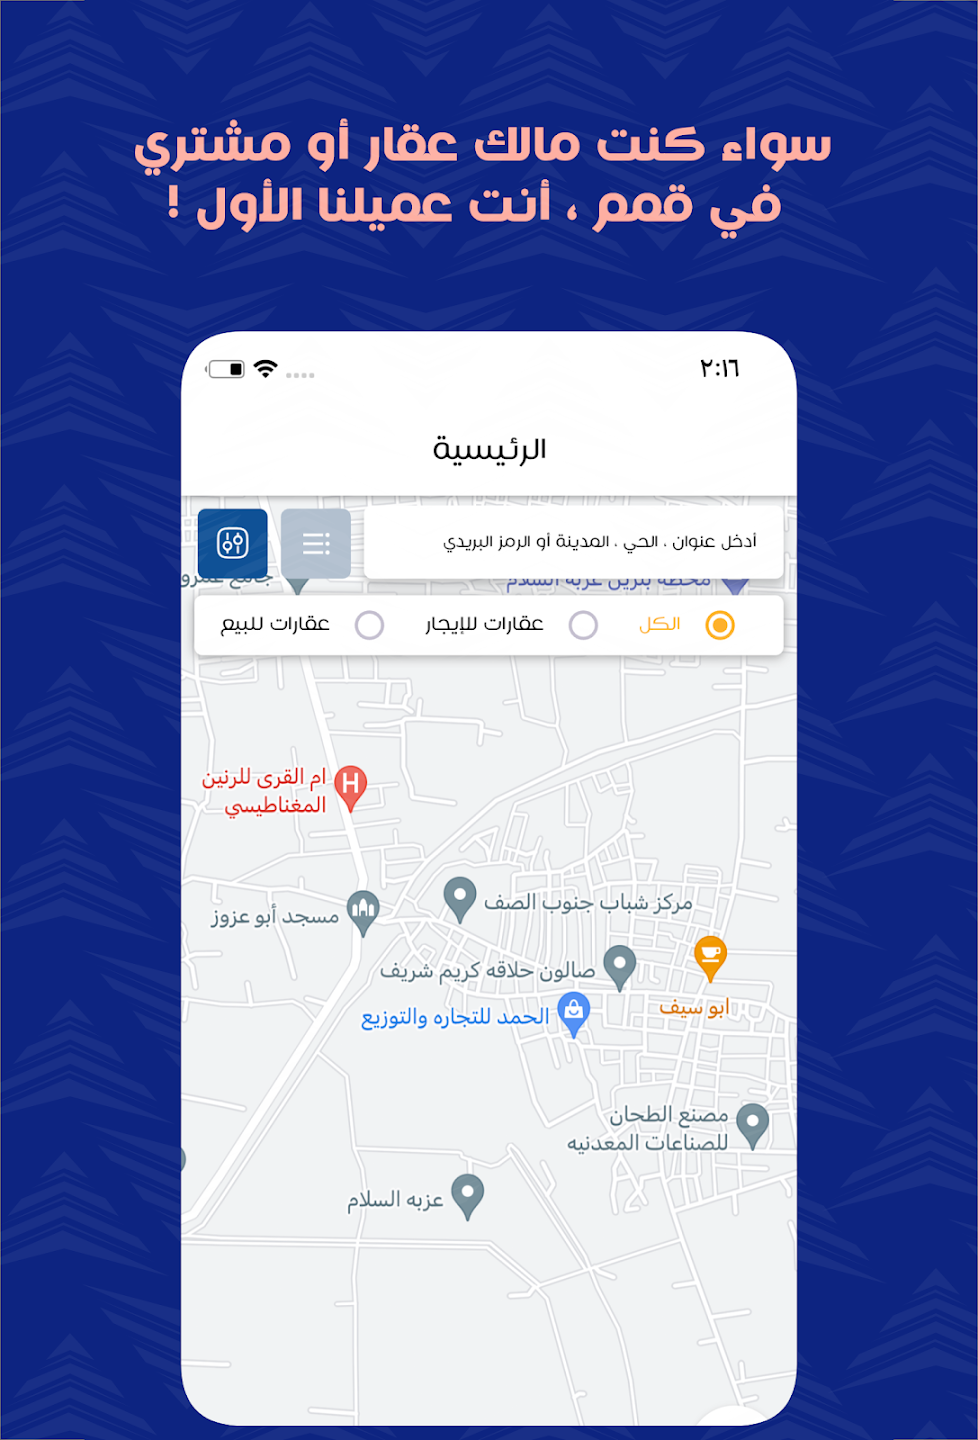 سواء كنت مالك عقار أو مشتري
في قمم ، أنت عميلنا الأول !
٢:١٦
الرئيسية
أدخل عنوان ، الحي ، المدينة أو الرمز البريدي
محطة بنزين عزبة السلام
جامع عمرو
الكل
عقارات للإيجار
عقارات للبيع
ام القرى للرنين
المغناطيسي
مركز شباب جنوب الصف
مسجد أبو عزوز
صالون حلاقه كريم شريف
ابو سيف
الحمد للتجاره والتوزيع
مصنع الطحان
للصناعات المعدنيه
عزبه السلام